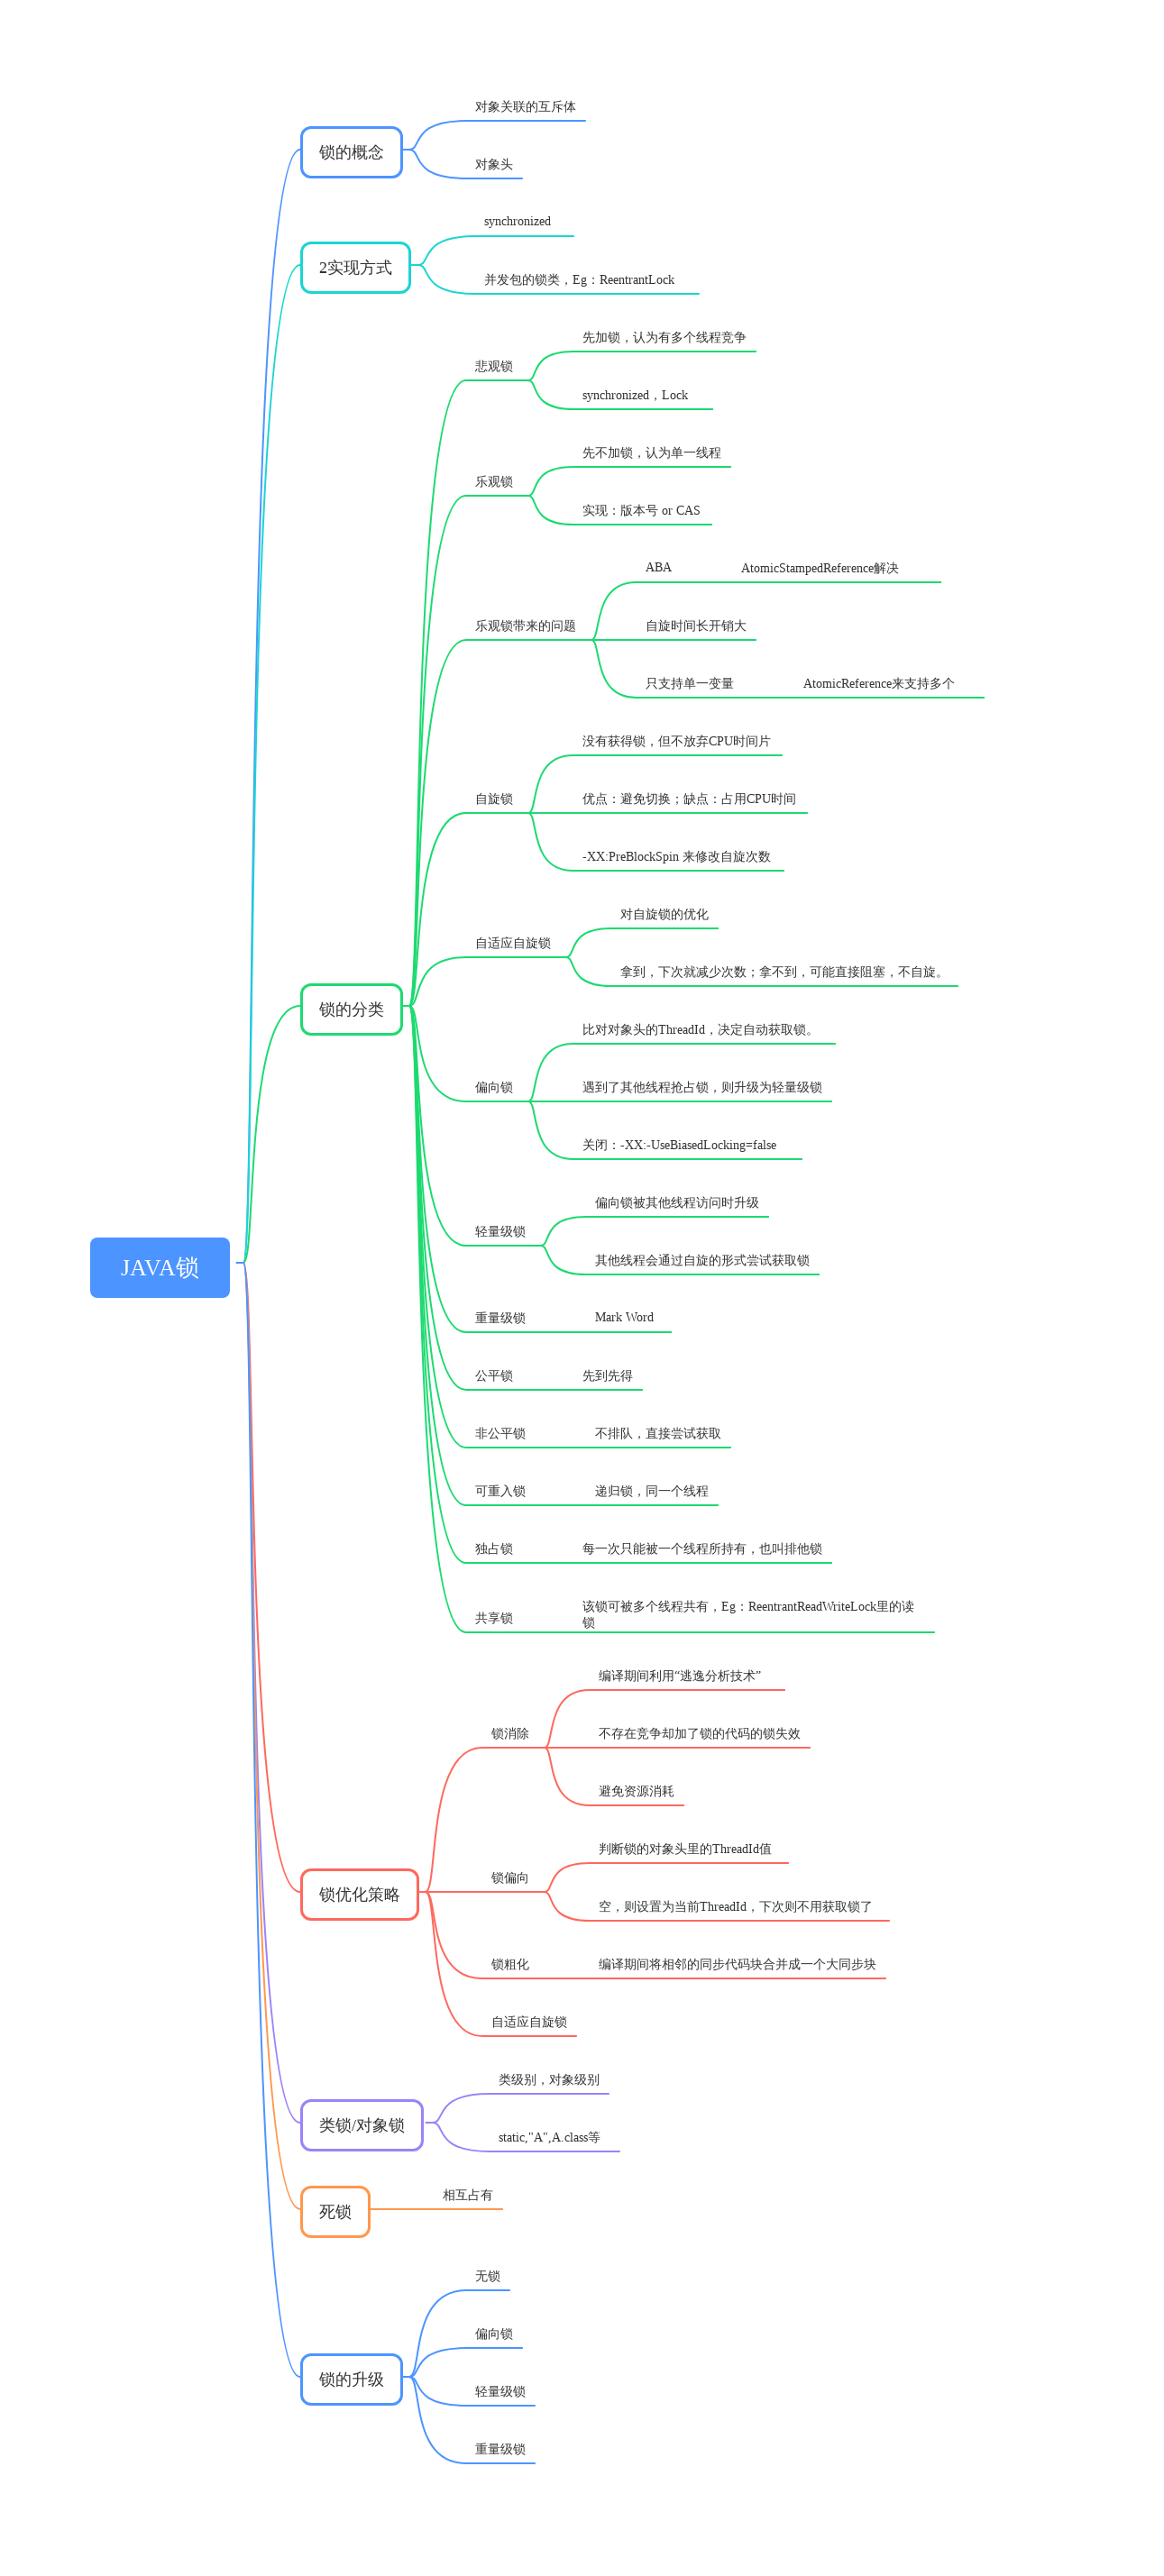 JAVA锁
锁的概念
对象关联的互斥体
对象头
2实现方式
synchronized
并发包的锁类，Eg：ReentrantLock
锁的分类
悲观锁
先加锁，认为有多个线程竞争
synchronized，Lock
乐观锁
先不加锁，认为单一线程
实现：版本号 or CAS
乐观锁带来的问题
ABA
AtomicStampedReference解决
自旋时间长开销大
只支持单一变量
AtomicReference来支持多个
自旋锁
没有获得锁，但不放弃CPU时间片
优点：避免切换；缺点：占用CPU时间
-XX:PreBlockSpin 来修改自旋次数
自适应自旋锁
对自旋锁的优化
拿到，下次就减少次数；拿不到，可能直接阻塞，不自旋。
偏向锁
比对对象头的ThreadId，决定自动获取锁。
遇到了其他线程抢占锁，则升级为轻量级锁
关闭：-XX:-UseBiasedLocking=false
轻量级锁
偏向锁被其他线程访问时升级
其他线程会通过自旋的形式尝试获取锁
重量级锁
Mark Word
公平锁
先到先得
非公平锁
不排队，直接尝试获取
可重入锁
递归锁，同一个线程
独占锁
每一次只能被一个线程所持有，也叫排他锁
共享锁
该锁可被多个线程共有，Eg：ReentrantReadWriteLock里的读
锁
锁优化策略
锁消除
编译期间利用“逃逸分析技术”
不存在竞争却加了锁的代码的锁失效
避免资源消耗
锁偏向
判断锁的对象头里的ThreadId值
空，则设置为当前ThreadId，下次则不用获取锁了
锁粗化
编译期间将相邻的同步代码块合并成一个大同步块
自适应自旋锁
类锁/对象锁
类级别，对象级别
static,"A",A.class等
死锁
相互占有
锁的升级
无锁
偏向锁
轻量级锁
重量级锁